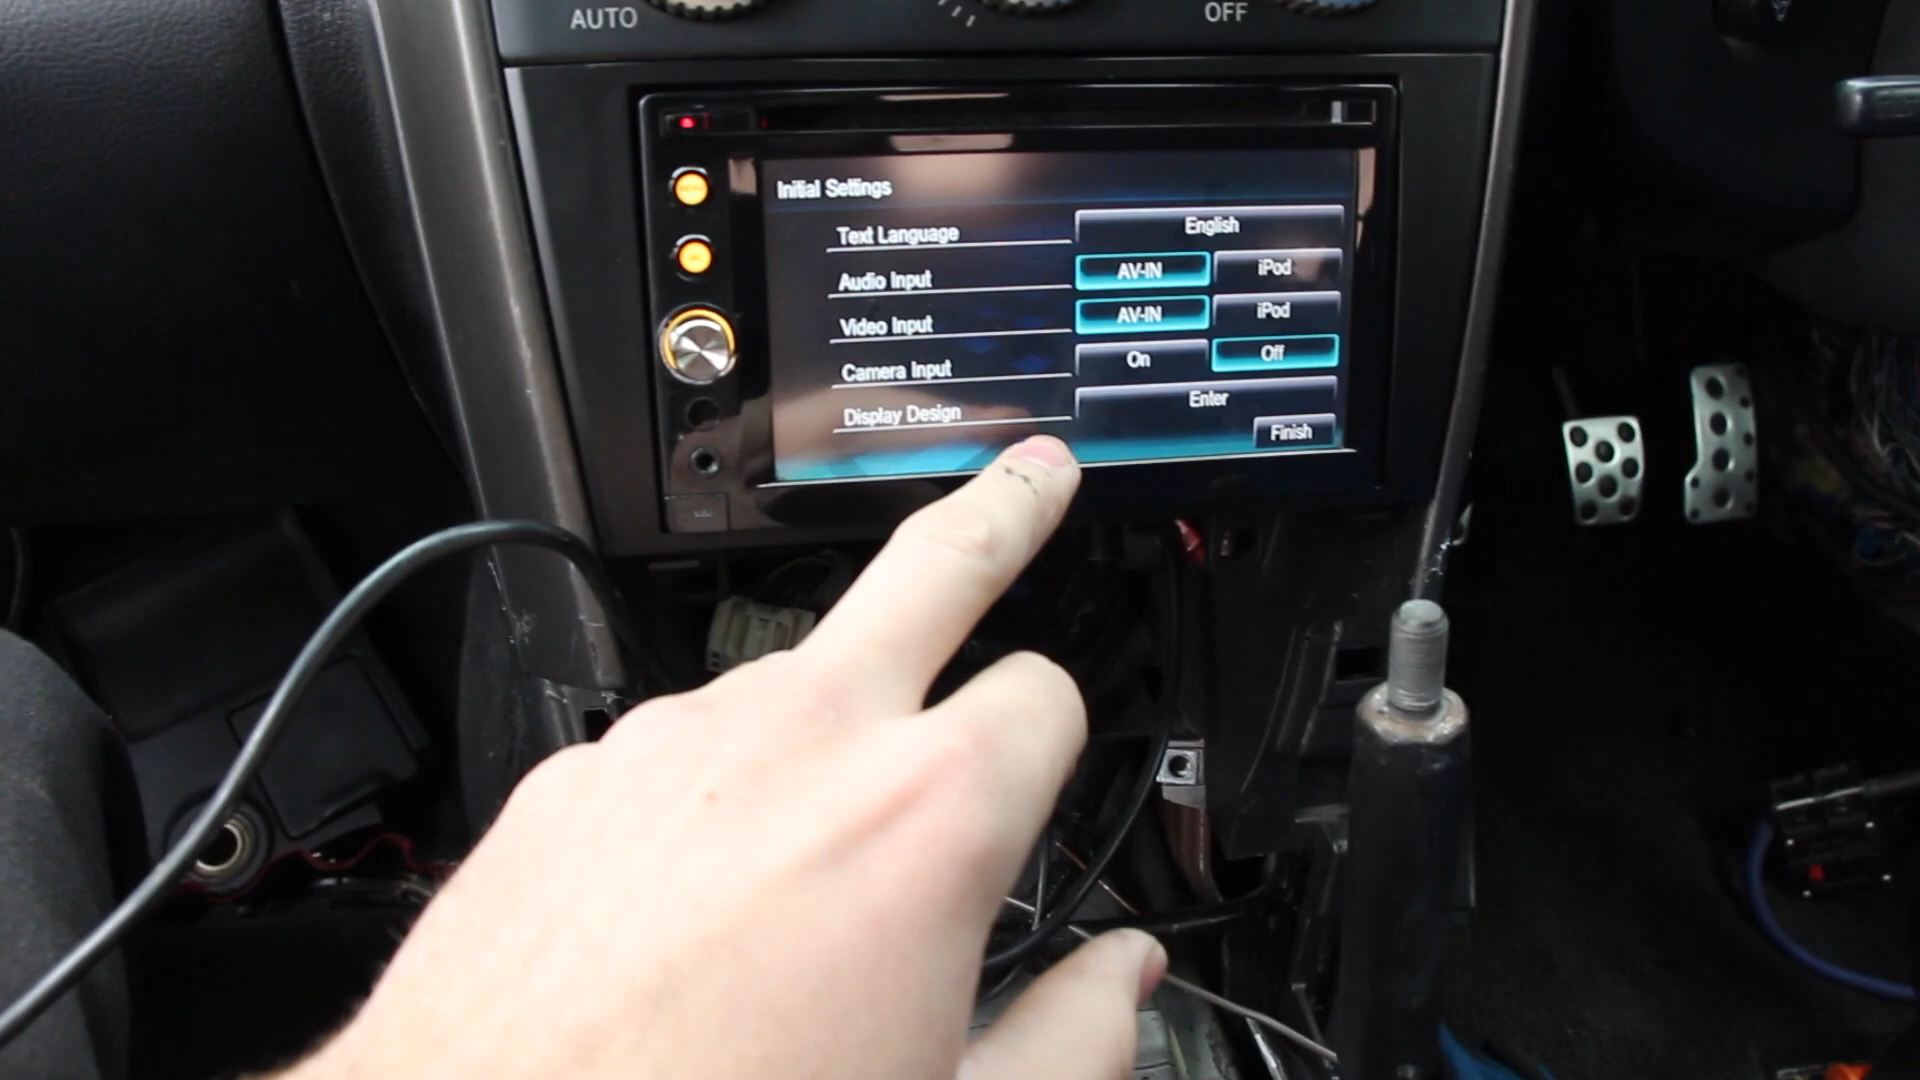 AUTO
OFF
Initial Settings
Text Language English
Audio Input AV-IN iPod
Video Input AV-IN iPod
Camera Input On Off
Display Design Enter
Finish